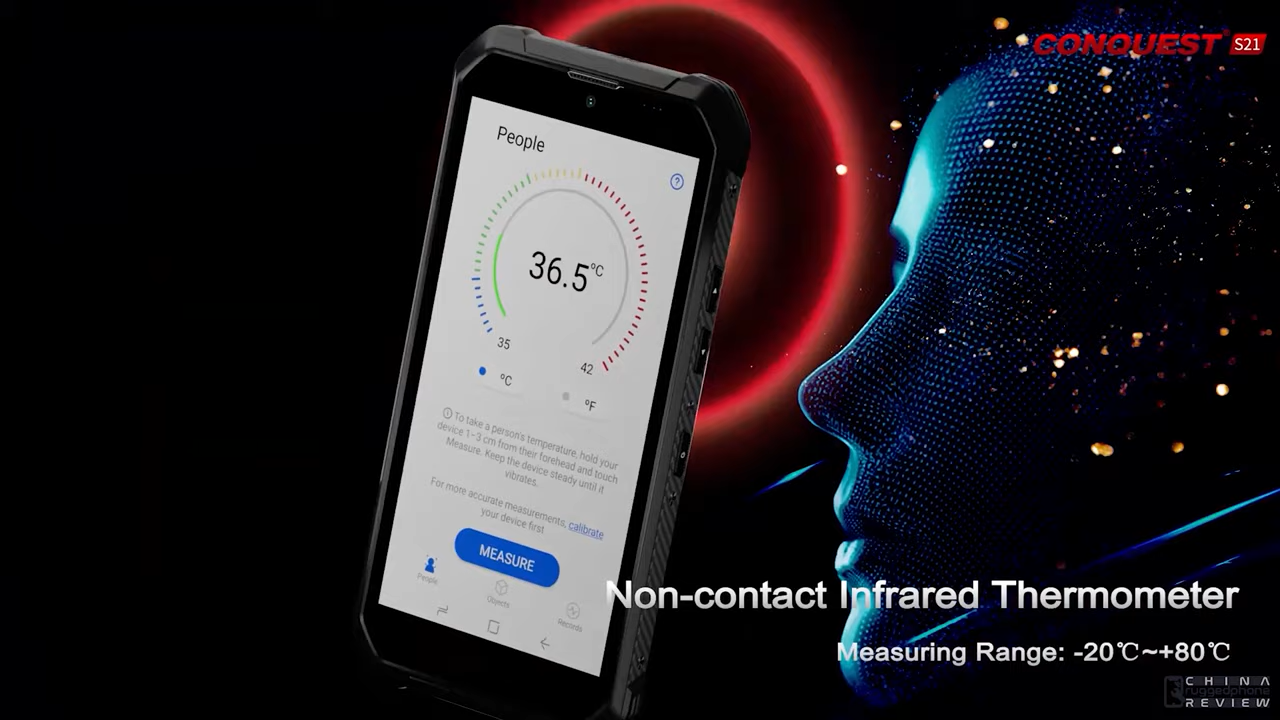 CONQUEST S21
People
?
36.5°C
35
42
°C
°F
To take a person's temperature, hold your
device 1~3 cm from their forehead and touch
Measure. Keep the device steady until it
vibrates.
For more accurate measurements, calibrate
your device first
MEASURE
People
Objects
Records
Non-contact Infrared Thermometer
Measuring Range: -20℃~+80℃
CHINA
ruggedphone
REVIEW